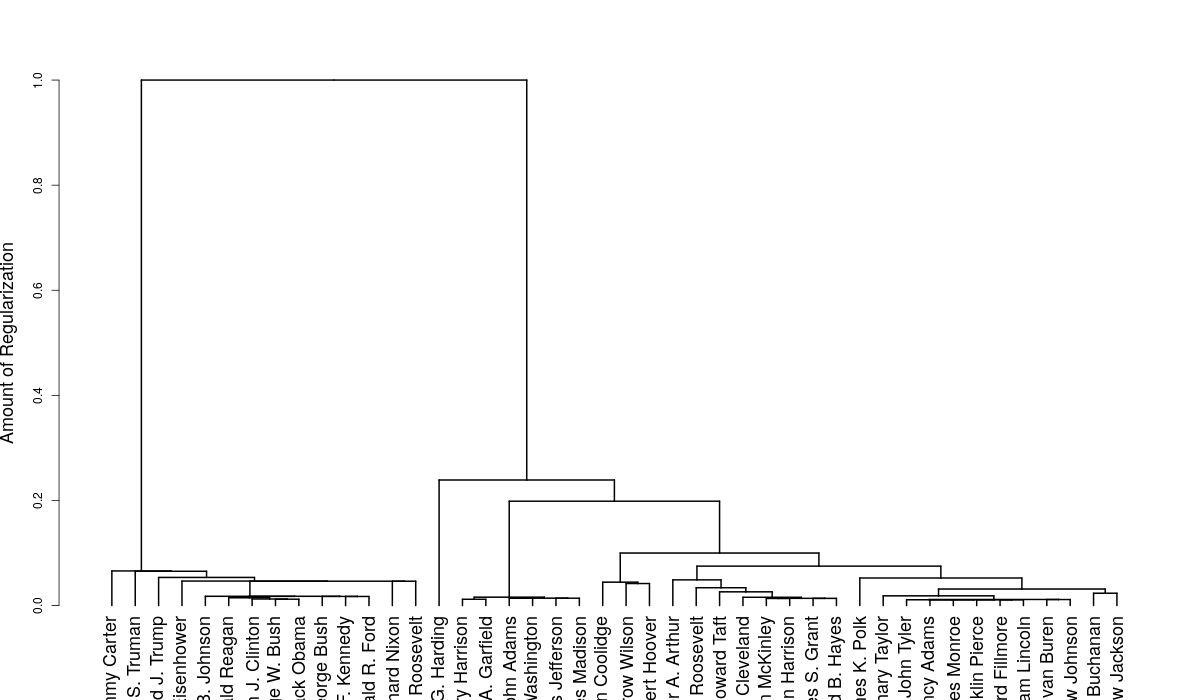 Amount of Regularization
1.0
0.8
0.6
0.4
0.2
0.0
mmy Carter
S. Truman
d J. Trump
isenhower
B. Johnson
ld Reagan
n J. Clinton
e W. Bush
ck Obama
eorge Bush
F. Kennedy
ald R. Ford
hard Nixon
Roosevelt
G. Harding
y Harrison
A. Garfield
ohn Adams
Washington
s Jefferson
es Madison
n Coolidge
row Wilson
ert Hoover
r A. Arthur
Roosevelt
oward Taft
Cleveland
m McKinley
n Harrison
es S. Grant
d B. Hayes
mes K. Polk
hary Taylor
John Tyler
ncy Adams
es Monroe
klin Pierce
rd Fillmore
am Lincoln
van Buren
w Johnson
Buchanan
w Jackson